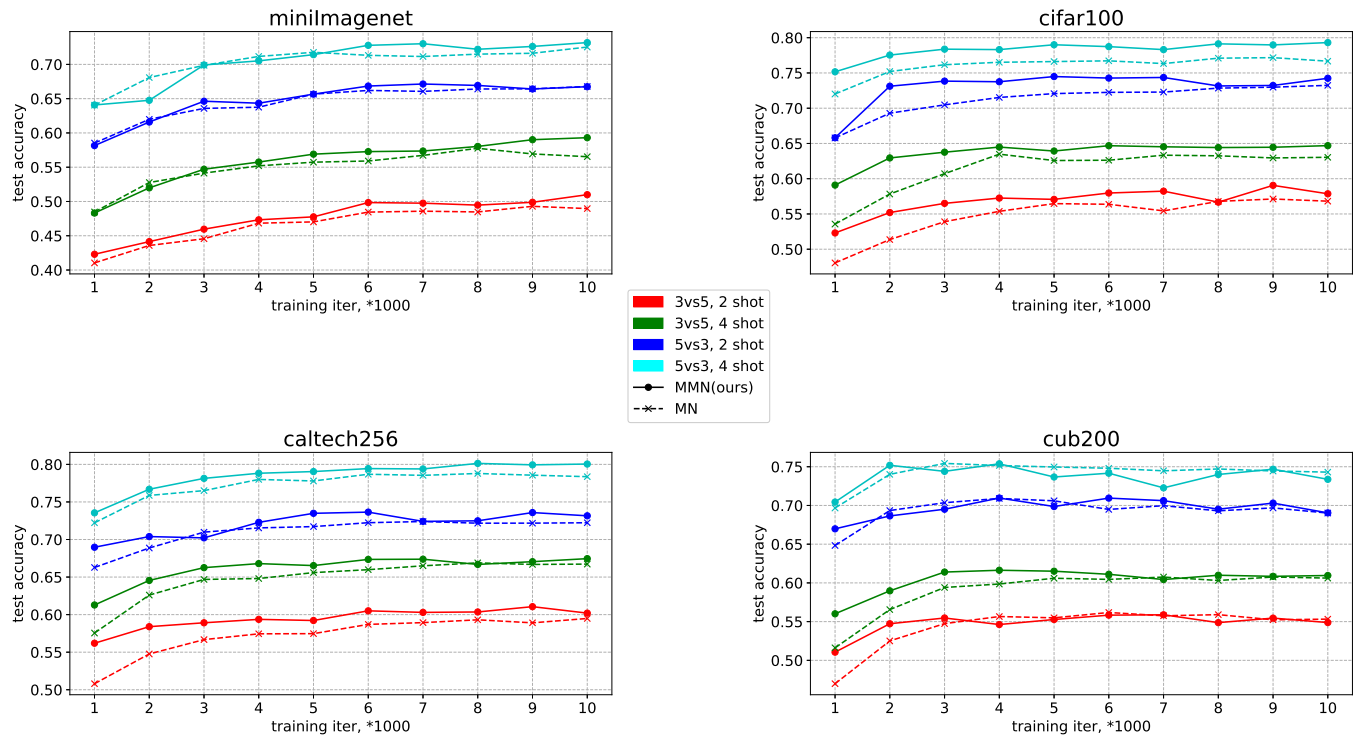 miniImagenet
0.70
0.65
0.60
0.55
0.50
0.45
0.40
test accuracy
1 2 3 4 5 6 7 8 9 10
training iter, *1000
cifar100
0.80
0.75
0.70
0.65
0.60
0.55
0.50
test accuracy
1 2 3 4 5 6 7 8 9 10
training iter, *1000
3vs5, 2 shot
3vs5, 4 shot
5vs3, 2 shot
5vs3, 4 shot
MMN(ours)
MN
caltech256
0.80
0.75
0.70
0.65
0.60
0.55
0.50
test accuracy
1 2 3 4 5 6 7 8 9 10
training iter, *1000
cub200
0.75
0.70
0.65
0.60
0.55
0.50
test accuracy
1 2 3 4 5 6 7 8 9 10
training iter, *1000